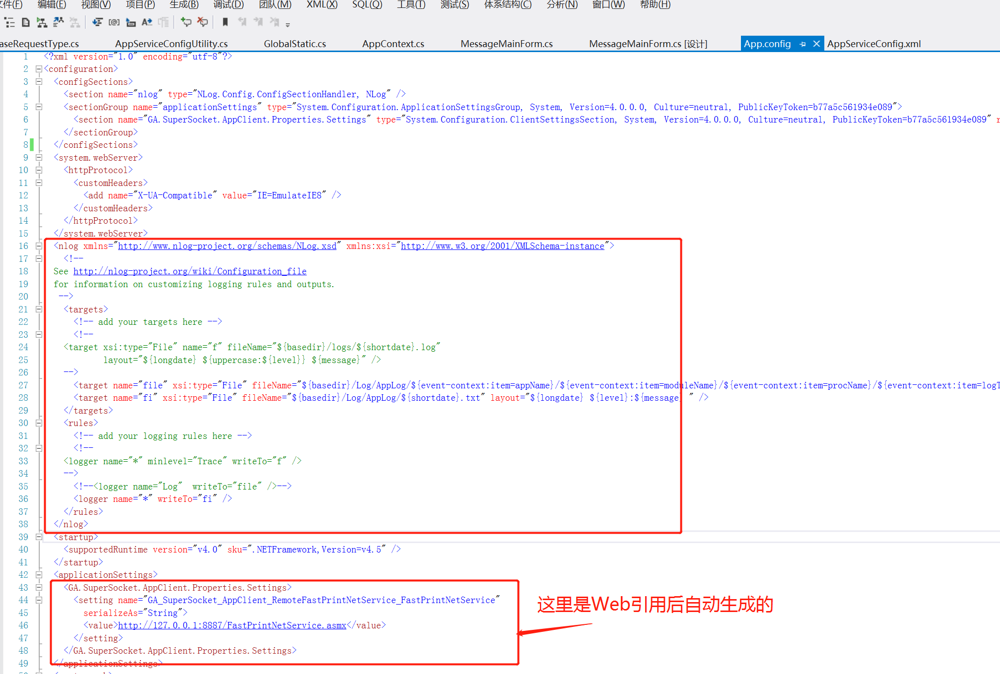 文件(F) 编辑(E) 视图(V) 项目(P) 生成(B) 调试(D) 团队(M) XML(X) SQL(Q) 工具(T) 测试(S) 体系结构(C) 分析(N) 窗口(W) 帮助(H)
aseRequestType.cs AppServiceConfigUtility.cs GlobalStatic.cs AppContext.cs MessageMainForm.cs MessageMainForm.cs [设计] App.config AppServiceConfig.xml
1 <?xml version="1.0" encoding="utf-8"?>
2 <configuration>
3 <configSections>
4 <section name="nlog" type="NLog.Config.ConfigSectionHandler, NLog" />
5 <sectionGroup name="applicationSettings" type="System.Configuration.ApplicationSettingsGroup, System, Version=4.0.0.0, Culture=neutral, PublicKeyToken=b77a5c561934e089">
6 <section name="GA.SuperSocket.AppClient.Properties.Settings" type="System.Configuration.ClientSettingsSection, System, Version=4.0.0.0, Culture=neutral, PublicKeyToken=b77a5c561934e089" r
7 </sectionGroup>
8 </configSections>
9 <system.webServer>
10 <httpProtocol>
11 <customHeaders>
12 <add name="X-UA-Compatible" value="IE=EmulateIE8" />
13 </customHeaders>
14 </httpProtocol>
15 </system.webServer>
16 <nlog xmlns="http://www.nlog-project.org/schemas/NLog.xsd" xmlns:xsi="http://www.w3.org/2001/XMLSchema-instance">
17 <!--
18 See http://nlog-project.org/wiki/Configuration_file
19 for information on customizing logging rules and outputs.
20 -->
21 <targets>
22 <!-- add your targets here -->
23 <!--
24 <target xsi:type="File" name="f" fileName="${basedir}/logs/${shortdate}.log"
25 layout="${longdate} ${uppercase:${level}} ${message}" />
26 -->
27 <target name="file" xsi:type="File" fileName="${basedir}/Log/AppLog/${event-context:item=appName}/${event-context:item=moduleName}/${event-context:item=procName}/${event-context:item=logT
28 <target name="fi" xsi:type="File" fileName="${basedir}/Log/AppLog/${shortdate}.txt" layout="${longdate} ${level}:${message} " />
29 </targets>
30 <rules>
31 <!-- add your logging rules here -->
32 <!--
33 <logger name="*" minlevel="Trace" writeTo="f" />
34 -->
35 <!--<logger name="Log"  writeTo="file" />-->
36 <logger name="*" writeTo="fi" />
37 </rules>
38 </nlog>
39 <startup>
40 <supportedRuntime version="v4.0" sku=".NETFramework,Version=v4.5" />
41 </startup>
42 <applicationSettings>
43 <GA.SuperSocket.AppClient.Properties.Settings>
44 <setting name="GA_SuperSocket_AppClient_RemoteFastPrintNetService_FastPrintNetService"
45 serializeAs="String">
46 <value>http://127.0.0.1:8887/FastPrintNetService.asmx</value>
47 </setting>
48 </GA.SuperSocket.AppClient.Properties.Settings>
49 </applicationSettings>
这里是Web引用后自动生成的